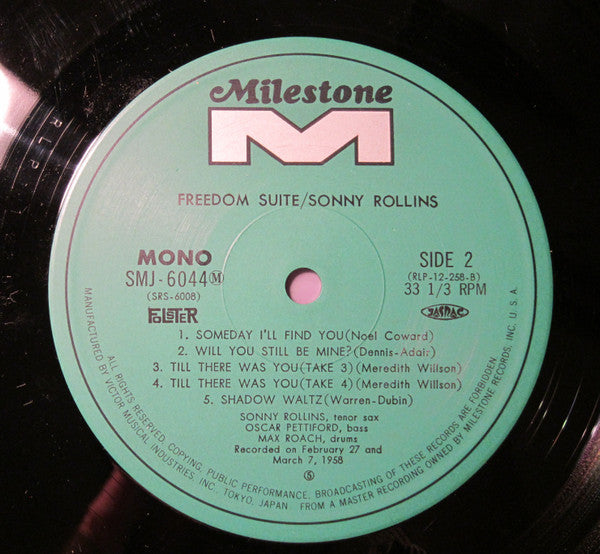 Milestone
M
FREEDOM SUITE/SONNY ROLLINS
MONO
SMJ-6044Ⓜ
(SRS-6008)
FOLSTER
SIDE 2
(RLP-12-258-B)
33 1/3 RPM
JASRAC
1. SOMEDAY I'LL FIND YOU(Noel Coward)
2. WILL YOU STILL BE MINE?(Dennis-Adair)
3. TILL THERE WAS YOU(TAKE 3)(Meredith Willson)
4. TILL THERE WAS YOU(TAKE 4)(Meredith Willson)
5. SHADOW WALTZ(Warren-Dubin)
SONNY ROLLINS, tenor sax
OSCAR PETTIFORD, bass
MAX ROACH, drums
Recorded on February 27 and
March 7, 1958
⑤
ALL RIGHTS RESERVED. COPYING. PUBLIC PERFORMANCE. BROADCASTING OF THESE RECORDS ARE FORBIDDEN
MANUFACTURED BY VICTOR MUSICAL INDUSTRIES, INC. TOKYO, JAPAN FROM A MASTER RECORDING OWNED BY MILESTONE RECORDS, INC, U.S.A.
RLP